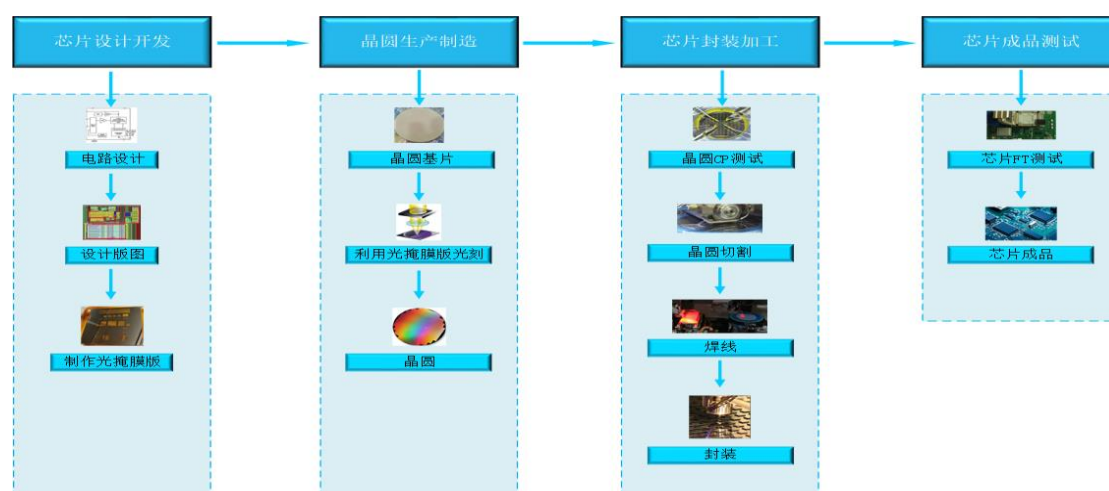 芯片设计开发
晶圆生产制造
芯片封装加工
芯片成品测试
电路设计
设计版图
制作光掩膜版
晶圆基片
利用光掩膜版光刻
晶圆
晶圆CP测试
晶圆切割
焊线
封装
芯片FT测试
芯片成品